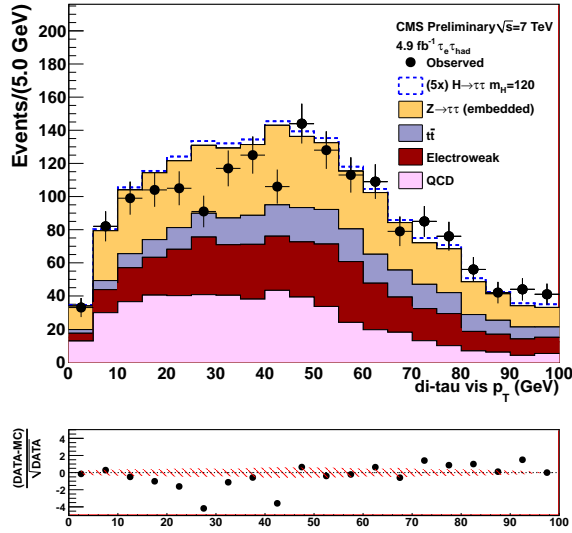 CMS Preliminary √s=7 TeV
4.9 fb⁻¹ τₑτ_had
Observed
(5x) H→ττ m_H=120
Z→ττ (embedded)
tt̄
Electroweak
QCD
Events/(5.0 GeV)
200
180
160
140
120
100
80
60
40
20
0
0 10 20 30 40 50 60 70 80 90 100
di-tau vis p_T (GeV)
(DATA-MC)
√DATA
4
2
0
-2
-4
0 10 20 30 40 50 60 70 80 90 100